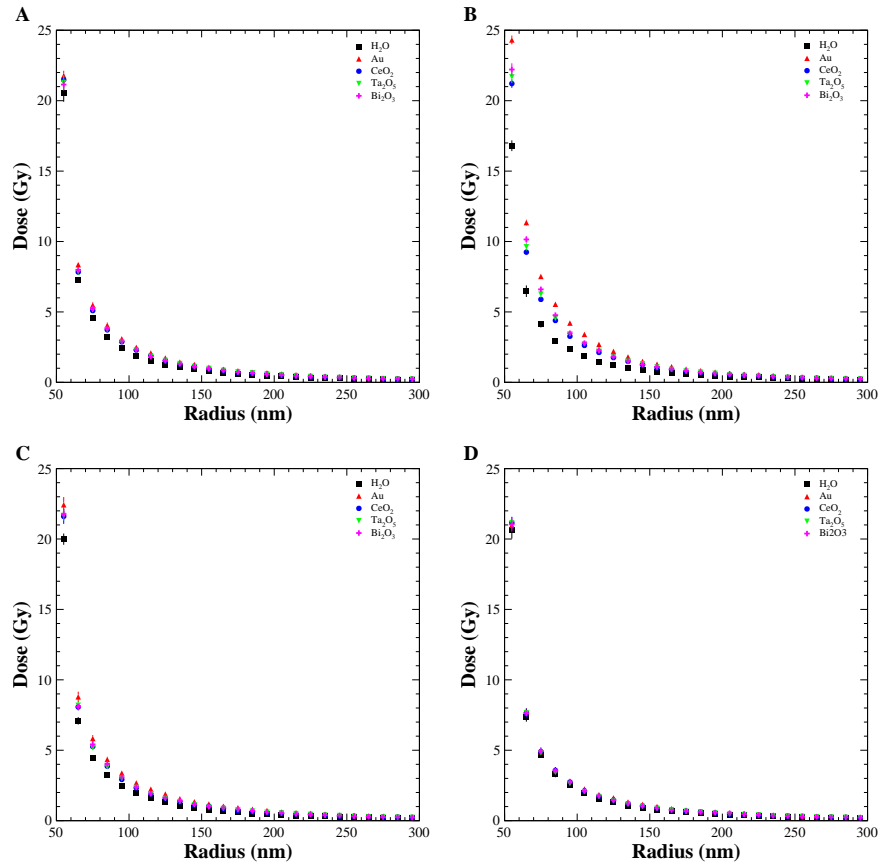 A
25
20
15
10
5
0
Dose (Gy)
50 100 150 200 250 300
Radius (nm)
H₂O
Au
CeO₂
Ta₂O₅
Bi₂O₃
B
25
20
15
10
5
0
Dose (Gy)
50 100 150 200 250 300
Radius (nm)
H₂O
Au
CeO₂
Ta₂O₅
Bi₂O₃
C
25
20
15
10
5
0
Dose (Gy)
50 100 150 200 250 300
Radius (nm)
H₂O
Au
CeO₂
Ta₂O₅
Bi₂O₃
D
25
20
15
10
5
0
Dose (Gy)
50 100 150 200 250 300
Radius (nm)
H₂O
Au
CeO₂
Ta₂O₅
Bi2O3